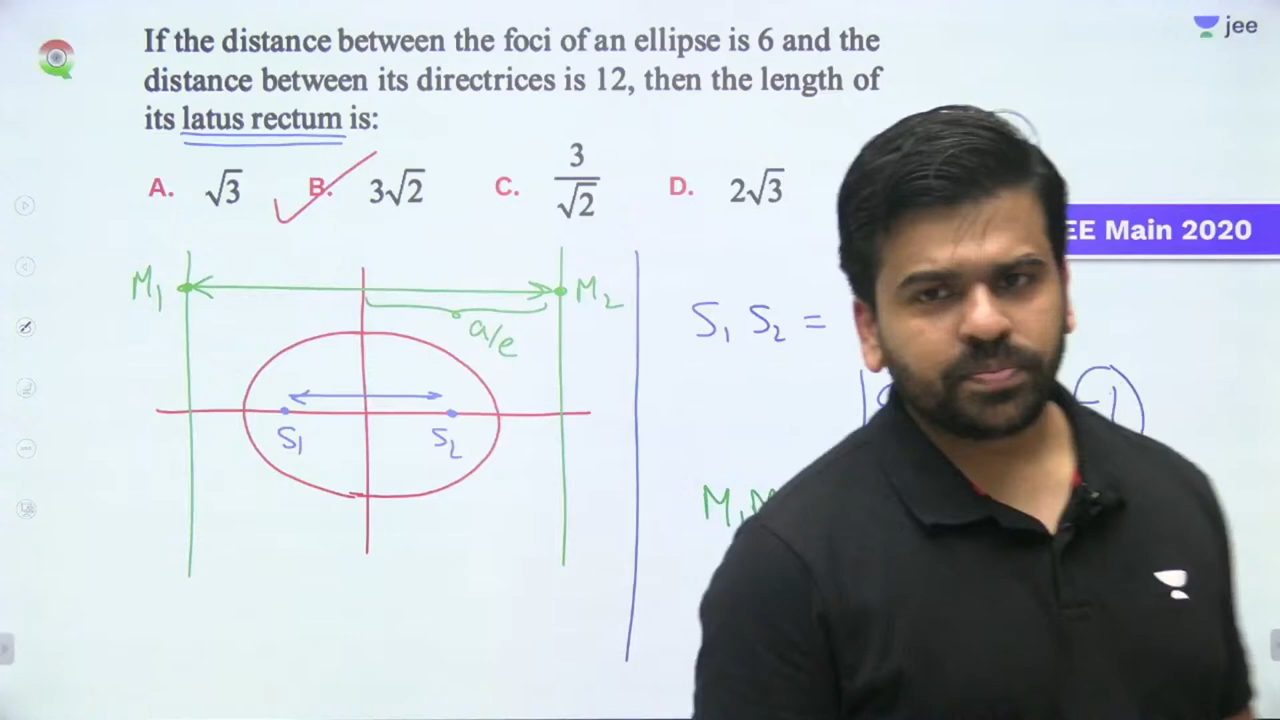 If the distance between the foci of an ellipse is 6 and the
distance between its directrices is 12, then the length of
its latus rectum is:
A. √3 B. 3√2 C. 3/√2 D. 2√3
jee
EE Main 2020
M₁ M₂
a/e
S₁ S₂
S₁ S₂ =
M₁